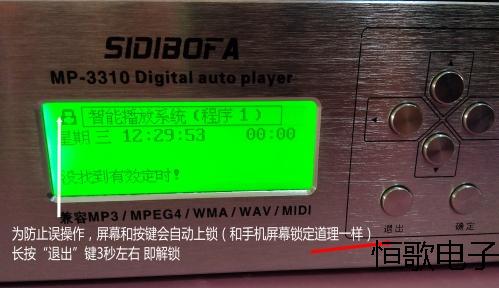 SIDIBOFA
MP-3310 Digital auto player
智能播放系统（程序1）
星期 三 12:29:53 00:00
没找到有效定时！
兼容MP3 / MPEG4 / WMA / WAV / MIDI
为防止误操作，屏幕和按键会自动上锁（和手机屏幕锁定道理一样）
长按“退出”键3秒左右 即解锁
退出
确定
恒歌电子